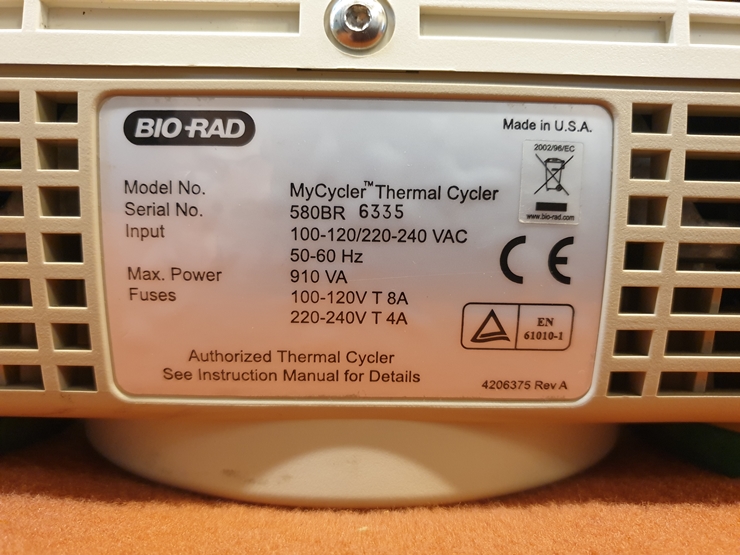 BIO-RAD
Made in U.S.A.
2002/96/EC
www.bio-rad.com
Model No. MyCycler™ Thermal Cycler
Serial No. 580BR 6335
Input 100-120/220-240 VAC
50-60 Hz
Max. Power 910 VA
Fuses 100-120V T 8A
220-240V T 4A
CE
EN
61010-1
Authorized Thermal Cycler
See Instruction Manual for Details
4206375 Rev A